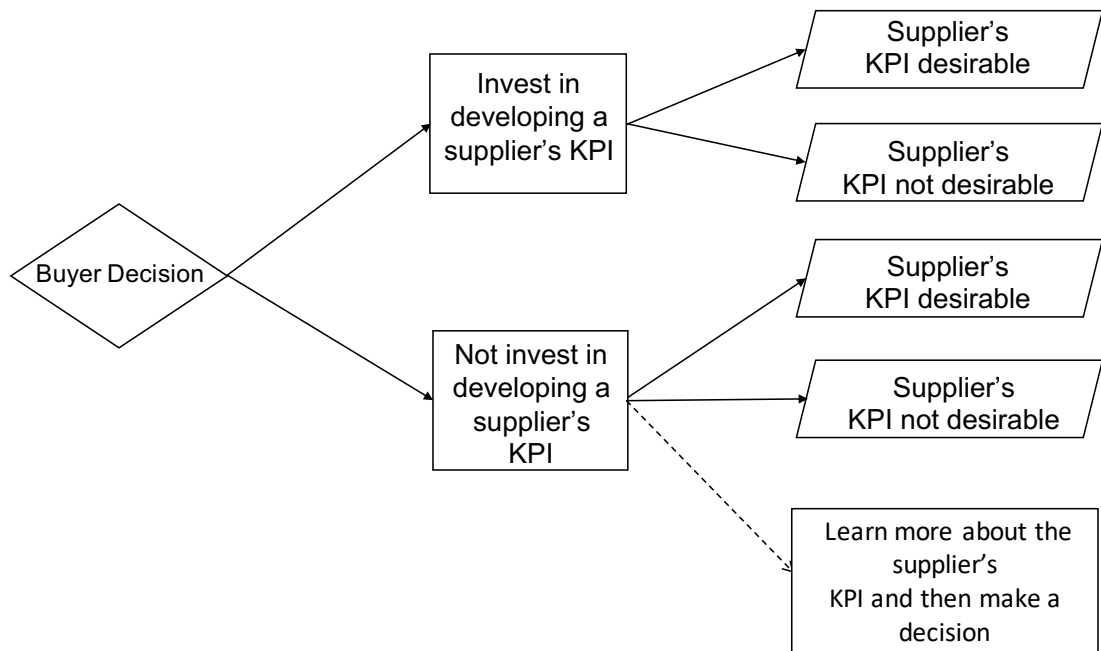 Buyer Decision
Invest in
developing a
supplier's KPI
Not invest in
developing a
supplier's
KPI
Supplier's
KPI desirable
Supplier's
KPI not desirable
Supplier's
KPI desirable
Supplier's
KPI not desirable
Learn more about the
supplier's
KPI and then make a
decision